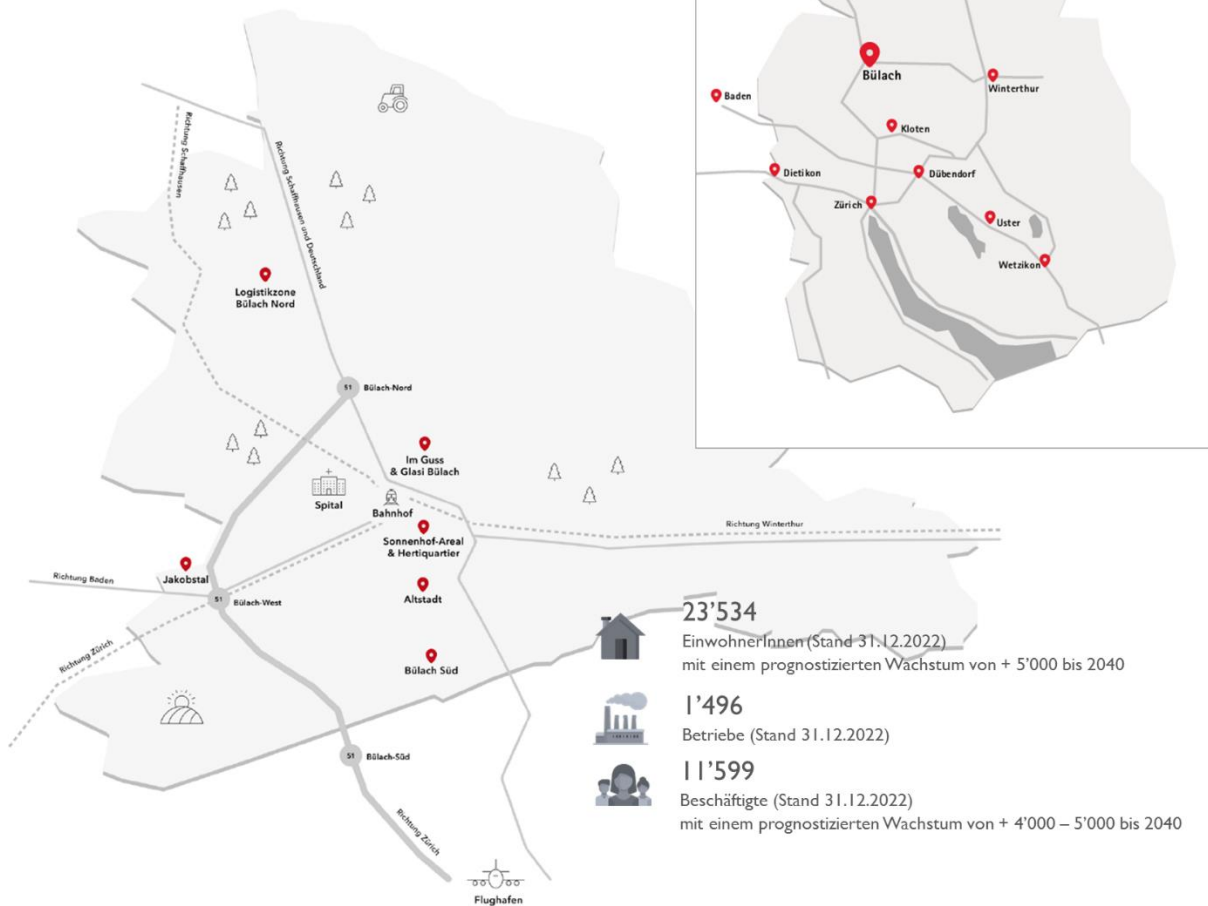 Richtung Schaffhausen
Richtung Schaffhausen und Deutschland
Logistikzone
Bülach Nord
51
Bülach-Nord
Im Guss
& Glasi Bülach
Spital
Bahnhof
Richtung Winterthur
Sonnenhof-Areal
& Hertiquartier
Jakobstal
Richtung Baden
51
Bülach-West
Altstadt
Richtung Zürich
Bülach Süd
51
Bülach-Süd
Richtung Zürich
Flughafen
Bülach
Winterthur
Baden
Kloten
Dietikon
Dübendorf
Zürich
Uster
Wetzikon
23’534
EinwohnerInnen (Stand 31.12.2022)
mit einem prognostizierten Wachstum von + 5’000 bis 2040
1’496
Betriebe (Stand 31.12.2022)
11’599
Beschäftigte (Stand 31.12.2022)
mit einem prognostizierten Wachstum von + 4’000 – 5’000 bis 2040